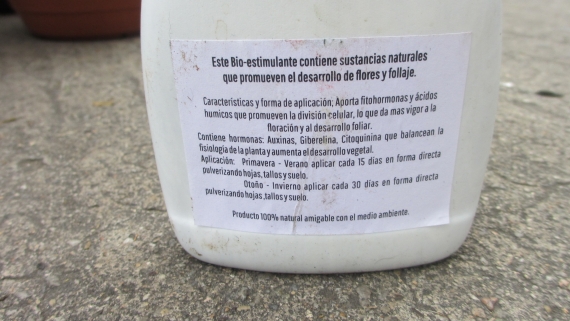 Este Bio-estimulante contiene sustancias naturales
que promueven el desarrollo de flores y follaje.
Características y forma de aplicación; Aporta fitohormonas y ácidos
humicos que promueven la división celular, lo que da mas vigor a la
floración y al desarrollo foliar.
Contiene hormonas: Auxinas, Giberelina, Citoquinina que balancean la
fisiología de la planta y aumenta el desarrollo vegetal.
Aplicación: Primavera - Verano aplicar cada 15 días en forma directa
pulverizando hojas, tallos y suelo.
Otoño - Invierno aplicar cada 30 días en forma directa
pulverizando hojas ,tallos y suelo.
Producto 100% natural amigable con el medio ambiente.